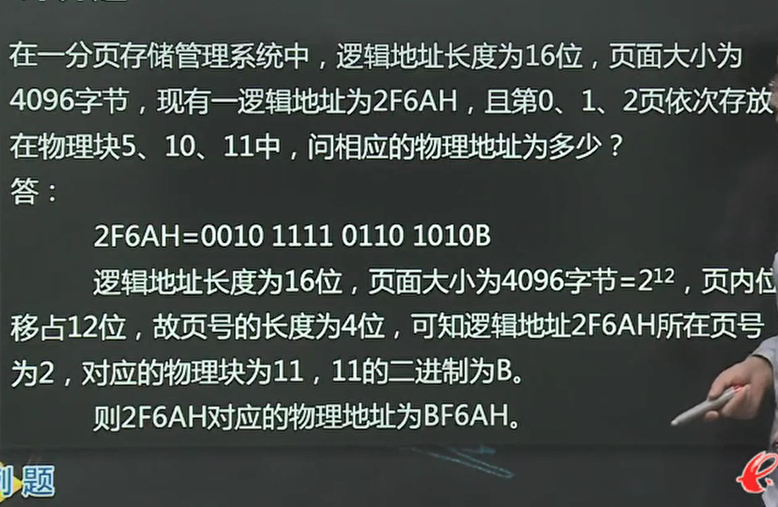 在一分页存储管理系统中，逻辑地址长度为16位，页面大小为
4096字节，现有一逻辑地址为2F6AH，且第0、1、2页依次存放
在物理块5、10、11中，问相应的物理地址为多少？
答：
2F6AH=0010 1111 0110 1010B
逻辑地址长度为16位，页面大小为4096字节=2¹²，页内位
移占12位，故页号的长度为4位，可知逻辑地址2F6AH所在页号
为2，对应的物理块为11，11的二进制为B。
则2F6AH对应的物理地址为BF6AH。
例题